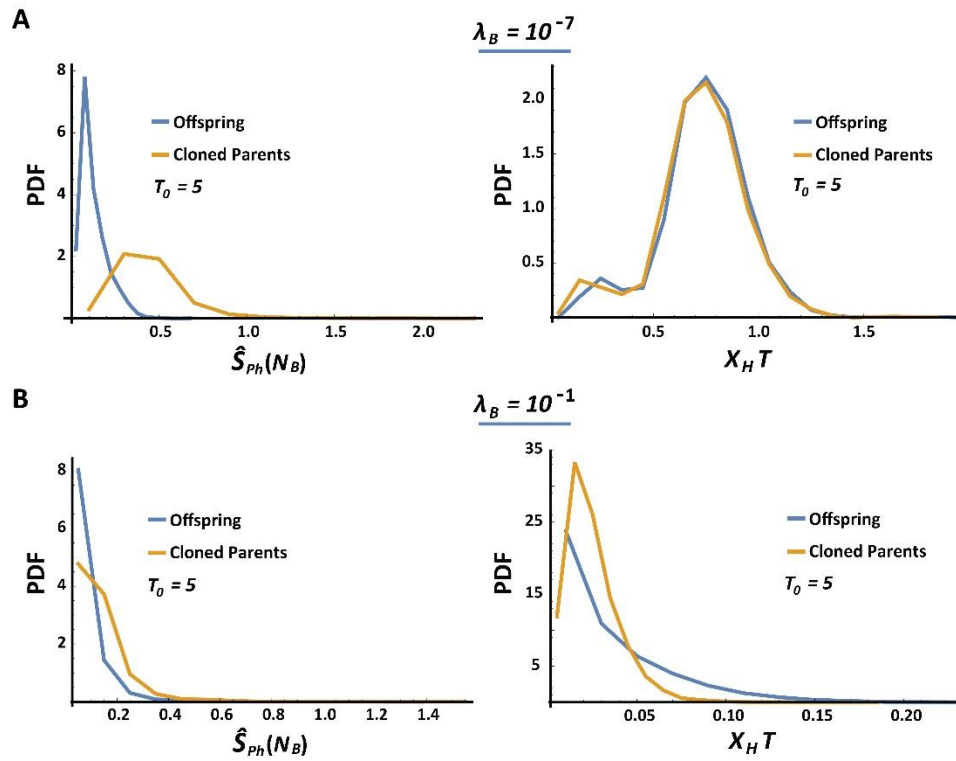 A
λ_B = 10⁻⁷
PDF
8
6
4
2
Offspring
Cloned Parents
T₀ = 5
0.5 1.0 1.5 2.0
Ŝ_Ph(N_B)
PDF
2.0
1.5
1.0
0.5
Offspring
Cloned Parents
T₀ = 5
0.5 1.0 1.5
X_H T
B
λ_B = 10⁻¹
PDF
8
6
4
2
Offspring
Cloned Parents
T₀ = 5
0.2 0.4 0.6 0.8 1.0 1.2 1.4
Ŝ_Ph(N_B)
PDF
35
25
15
5
Offspring
Cloned Parents
T₀ = 5
0.05 0.10 0.15 0.20
X_H T